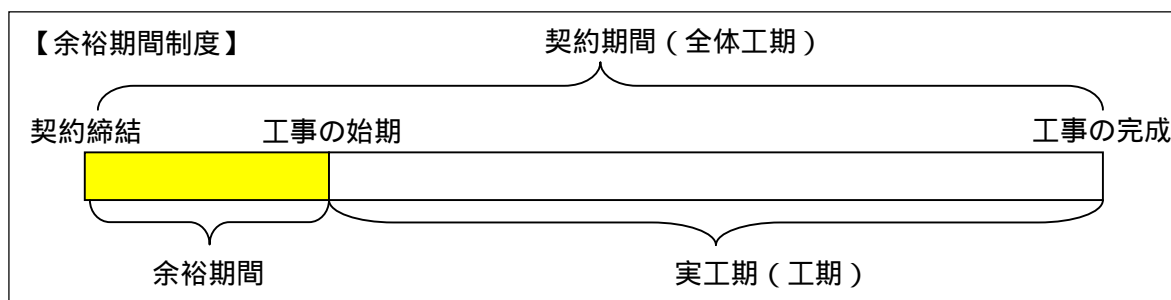 【余裕期間制度】
契約期間(全体工期)
契約締結
工事の始期
工事の完成
余裕期間
実工期(工期)